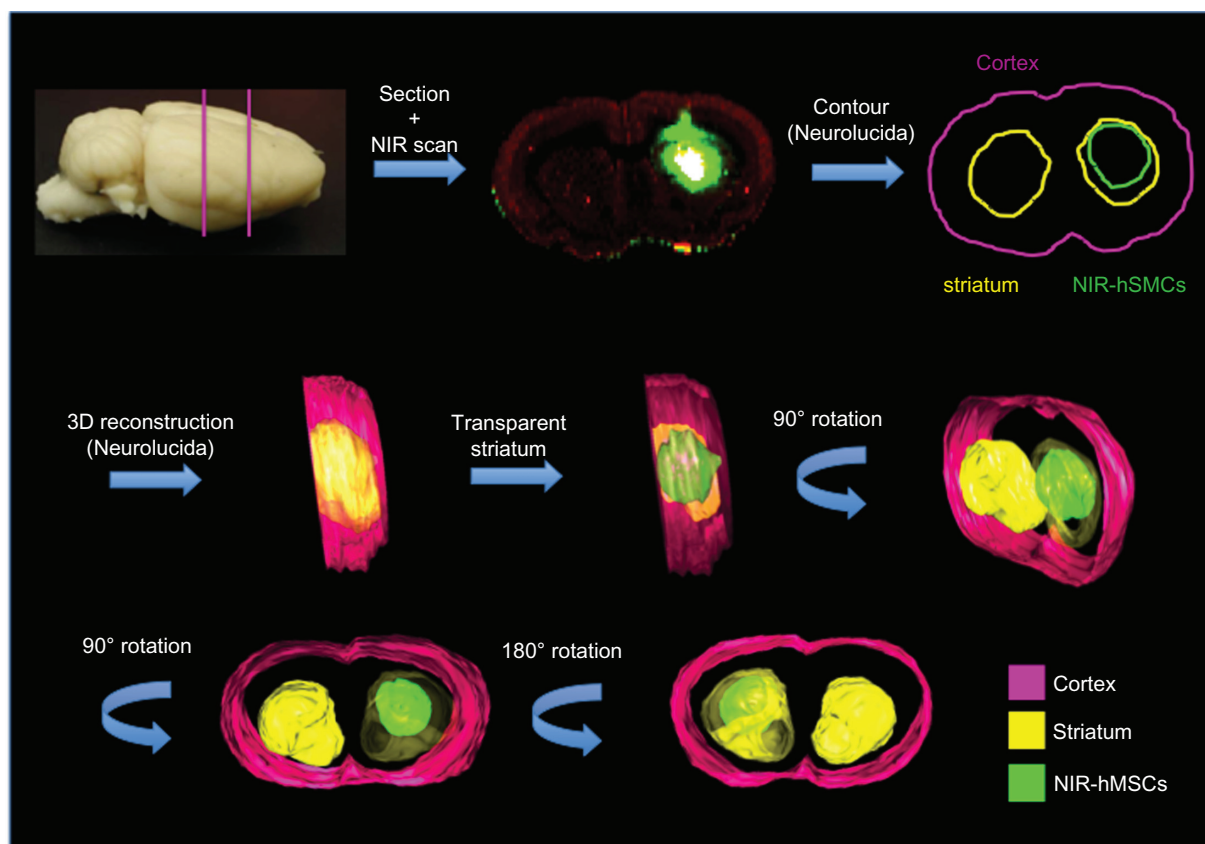 Section
+
NIR scan
Contour
(Neurolucida)
Cortex
striatum
NIR-hSMCs
3D reconstruction
(Neurolucida)
Transparent
striatum
90° rotation
90° rotation
180° rotation
Cortex
Striatum
NIR-hMSCs